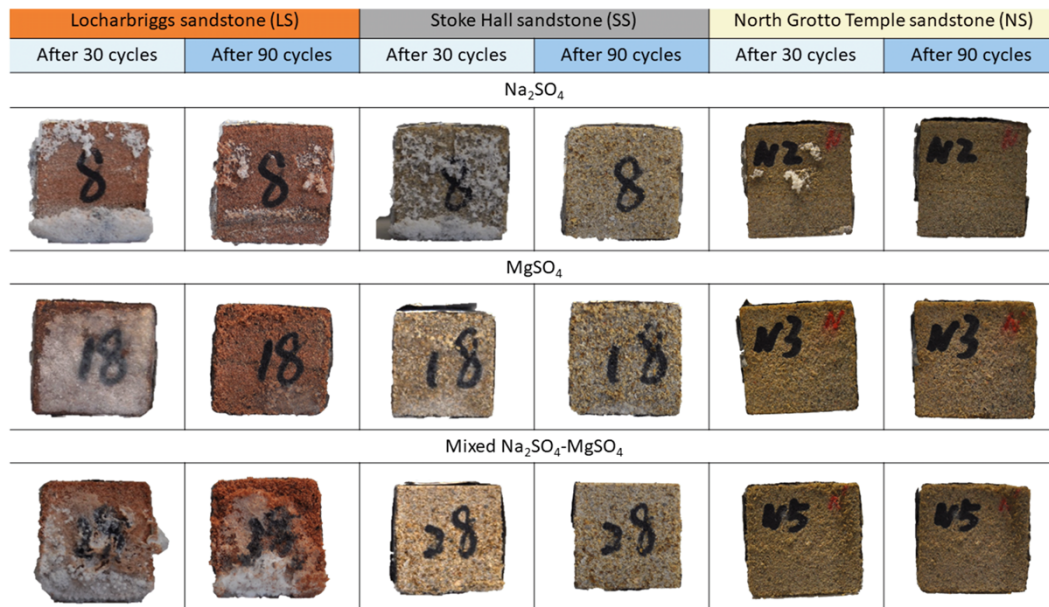 Locharbriggs sandstone (LS) Stoke Hall sandstone (SS) North Grotto Temple sandstone (NS)
After 30 cycles After 90 cycles After 30 cycles After 90 cycles After 30 cycles After 90 cycles
Na₂SO₄
8 8 8 8 N2 N N2 N
MgSO₄
18 18 18 18 N3 N N3 N
Mixed Na₂SO₄-MgSO₄
28 28 N5 N N5 N